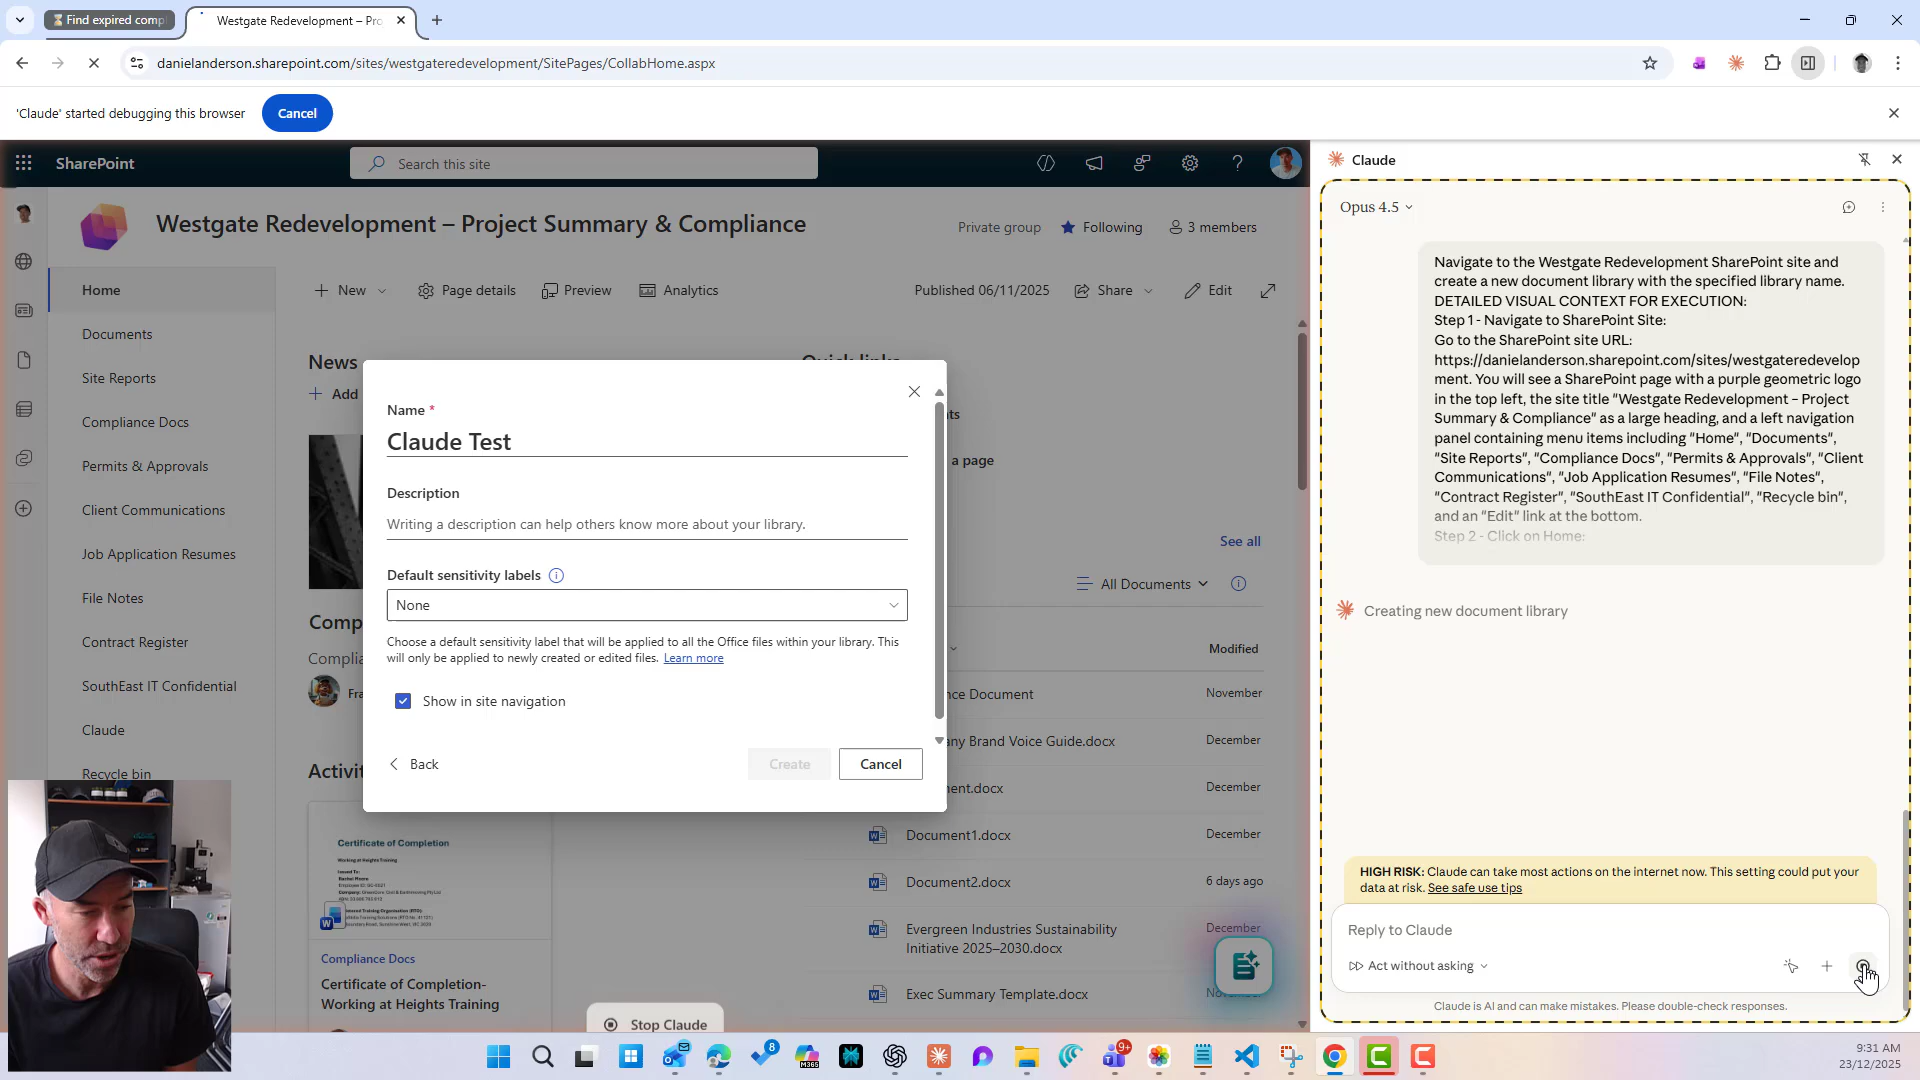 Find expired comp
Westgate Redevelopment – Pro
danielanderson.sharepoint.com/sites/westgateredevelopment/SitePages/CollabHome.aspx
'Claude' started debugging this browser
Cancel
SharePoint
Search this site
Westgate Redevelopment – Project Summary & Compliance
Private group
Following
3 members
Home
Documents
Site Reports
Compliance Docs
Permits & Approvals
Client Communications
Job Application Resumes
File Notes
Contract Register
SouthEast IT Confidential
Claude
Recycle bin
New
Page details
Preview
Analytics
Published 06/11/2025
Share
Edit
News
Add
a page
See all
All Documents
Modified
November
December
December
Document1.docx
December
Document2.docx
6 days ago
Evergreen Industries Sustainability
Initiative 2025–2030.docx
December
Exec Summary Template.docx
Name *
Claude Test
Description
Writing a description can help others know more about your library.
Default sensitivity labels
None
Choose a default sensitivity label that will be applied to all the Office files within your library. This
will only be applied to newly created or edited files. Learn more
Show in site navigation
Back
Create
Cancel
Certificate of Completion
Working at Heights Training
Compliance Docs
Certificate of Completion-
Working at Heights Training
Stop Claude
Claude
Opus 4.5
Navigate to the Westgate Redevelopment SharePoint site and
create a new document library with the specified library name.
DETAILED VISUAL CONTEXT FOR EXECUTION:
Step 1 - Navigate to SharePoint Site:
Go to the SharePoint site URL:
https://danielanderson.sharepoint.com/sites/westgateredevelop
ment. You will see a SharePoint page with a purple geometric logo
in the top left, the site title "Westgate Redevelopment – Project
Summary & Compliance" as a large heading, and a left navigation
panel containing menu items including "Home", "Documents",
"Site Reports", "Compliance Docs", "Permits & Approvals", "Client
Communications", "Job Application Resumes", "File Notes",
"Contract Register", "SouthEast IT Confidential", "Recycle bin",
and an "Edit" link at the bottom.
Step 2 - Click on Home:
Creating new document library
HIGH RISK: Claude can take most actions on the internet now. This setting could put your
data at risk. See safe use tips
Reply to Claude
Act without asking
Claude is AI and can make mistakes. Please double-check responses.
8
M365
9+
9:31 AM
23/12/2025